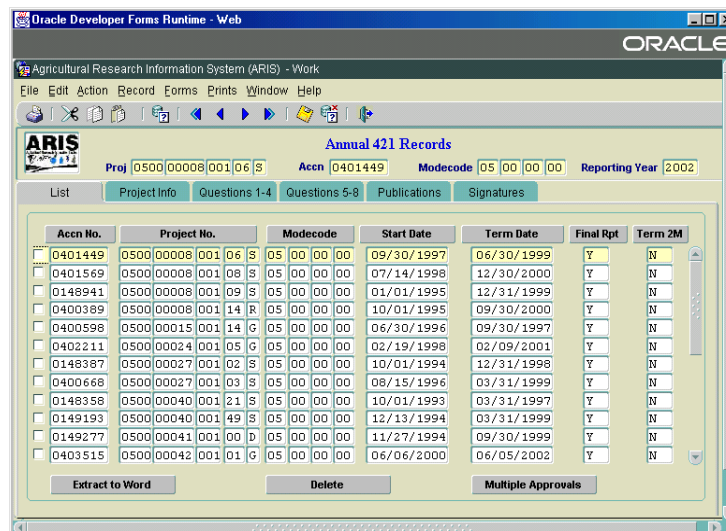 Oracle Developer Forms Runtime - Web
ORACLE
Agricultural Research Information System (ARIS) - Work
File Edit Action Record Forms Prints Window Help
ARIS
Annual 421 Records
Proj 0500 00008 001 06 S Accn 0401449 Modecode 05 00 00 00 Reporting Year 2002
List Project Info Questions 1-4 Questions 5-8 Publications Signatures
Accn No. Project No. Modecode Start Date Term Date Final Rpt Term 2M
0401449 0500 00008 001 06 S 05 00 00 00 09/30/1997 06/30/1999 Y N
0401569 0500 00008 001 08 S 05 00 00 00 07/14/1998 12/30/2000 Y N
0148941 0500 00008 001 09 S 05 00 00 00 01/01/1995 12/31/1999 Y N
0400389 0500 00008 001 14 R 05 00 00 00 10/01/1995 09/30/2000 Y N
0400598 0500 00015 001 14 G 05 00 00 00 06/30/1996 09/30/1997 Y N
0402211 0500 00024 001 05 G 05 00 00 00 02/19/1998 02/09/2001 Y N
0148387 0500 00027 001 02 S 05 00 00 00 10/01/1994 12/31/1998 Y N
0400668 0500 00027 001 03 S 05 00 00 00 08/15/1996 03/31/1999 Y N
0148358 0500 00040 001 21 S 05 00 00 00 10/01/1993 03/31/1997 Y N
0149193 0500 00040 001 49 S 05 00 00 00 12/13/1994 03/31/1999 Y N
0149277 0500 00041 001 00 D 05 00 00 00 11/27/1994 09/30/1999 Y N
0403515 0500 00042 001 01 G 05 00 00 00 06/06/2000 06/05/2002 Y N
Extract to Word Delete Multiple Approvals